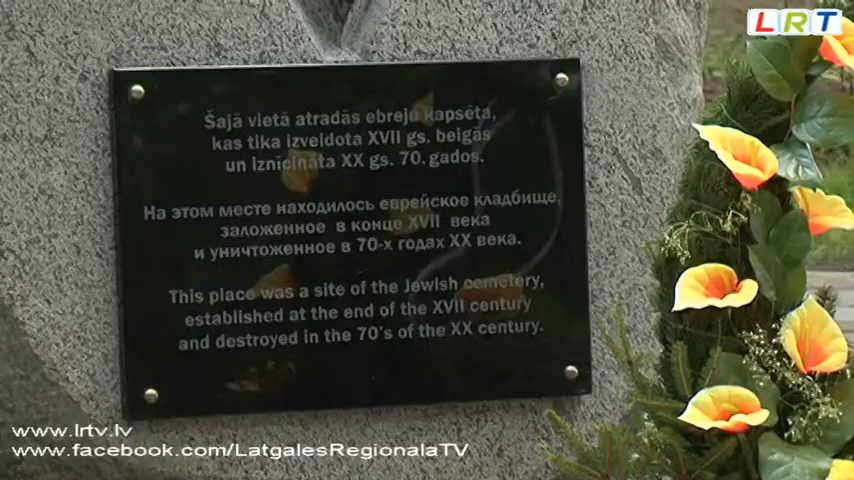 LRT
Šajā vietā atradās ebreju kapsēta,
kas tika izveidota XVII gs. beigās
un iznīcināta XX gs. 70. gados.
На этом месте находилось еврейское кладбище,
заложенное в конце XVII века
и уничтоженное в 70-х годах XX века.
This place was a site of the Jewish cemetery,
established at the end of the XVII century
and destroyed in the 70's of the XX century.
www.lrtv.lv
www.facebook.com/LatgalesRegionalaTV